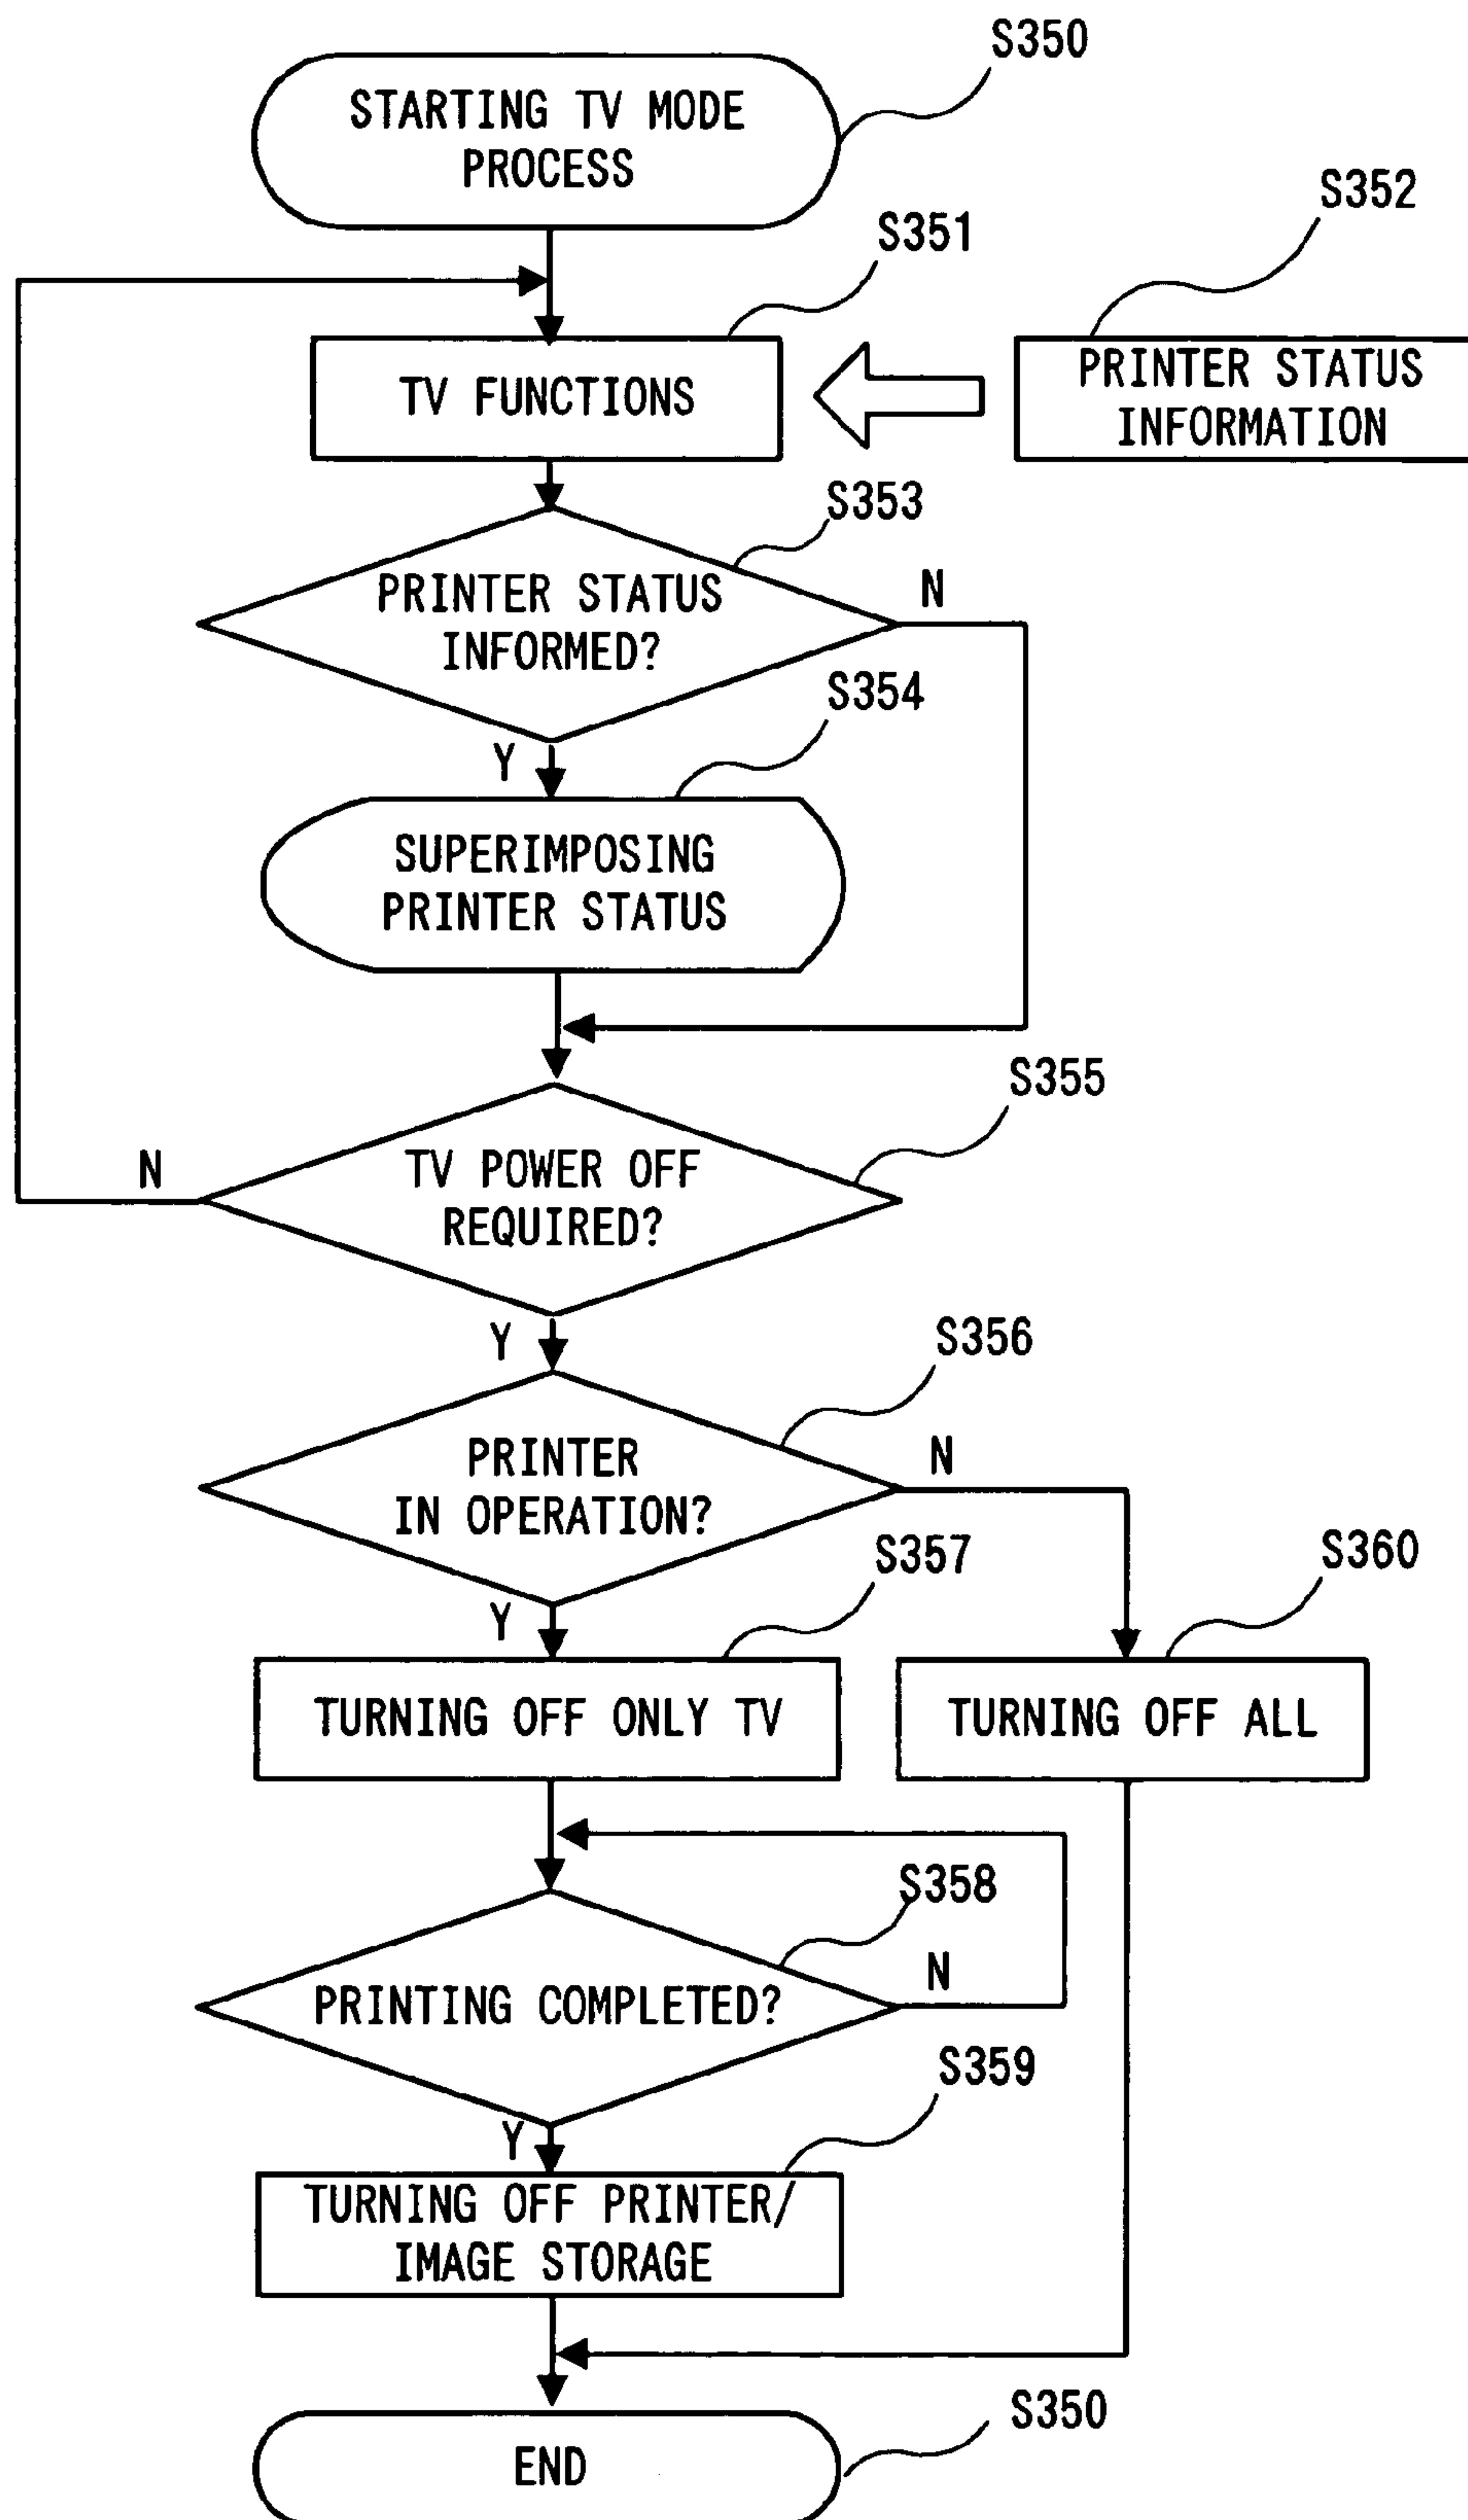 S350
STARTING TV MODE
PROCESS
S352
S351
TV FUNCTIONS
PRINTER STATUS
INFORMATION
S353
PRINTER STATUS
INFORMED?
N
S354
Y
SUPERIMPOSING
PRINTER STATUS
S355
N
TV POWER OFF
REQUIRED?
S356
Y
PRINTER
IN OPERATION?
N
S357
S360
Y
TURNING OFF ONLY TV
TURNING OFF ALL
S358
N
PRINTING COMPLETED?
S359
Y
TURNING OFF PRINTER/
IMAGE STORAGE
S350
END